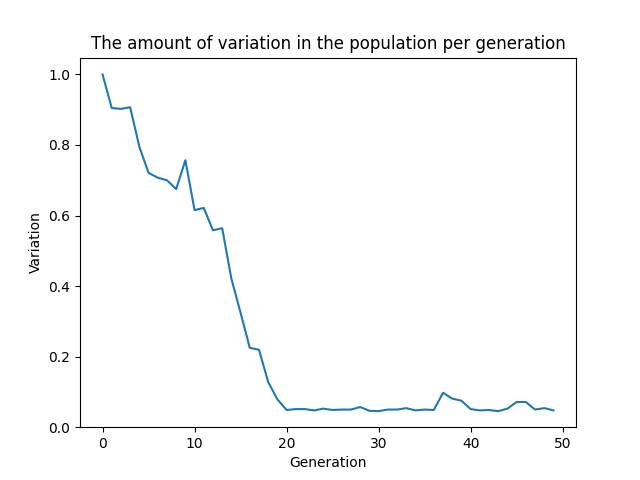 The amount of variation in the population per generation
1.0
0.8
0.6
0.4
0.2
0.0
Variation
0 10 20 30 40 50
Generation